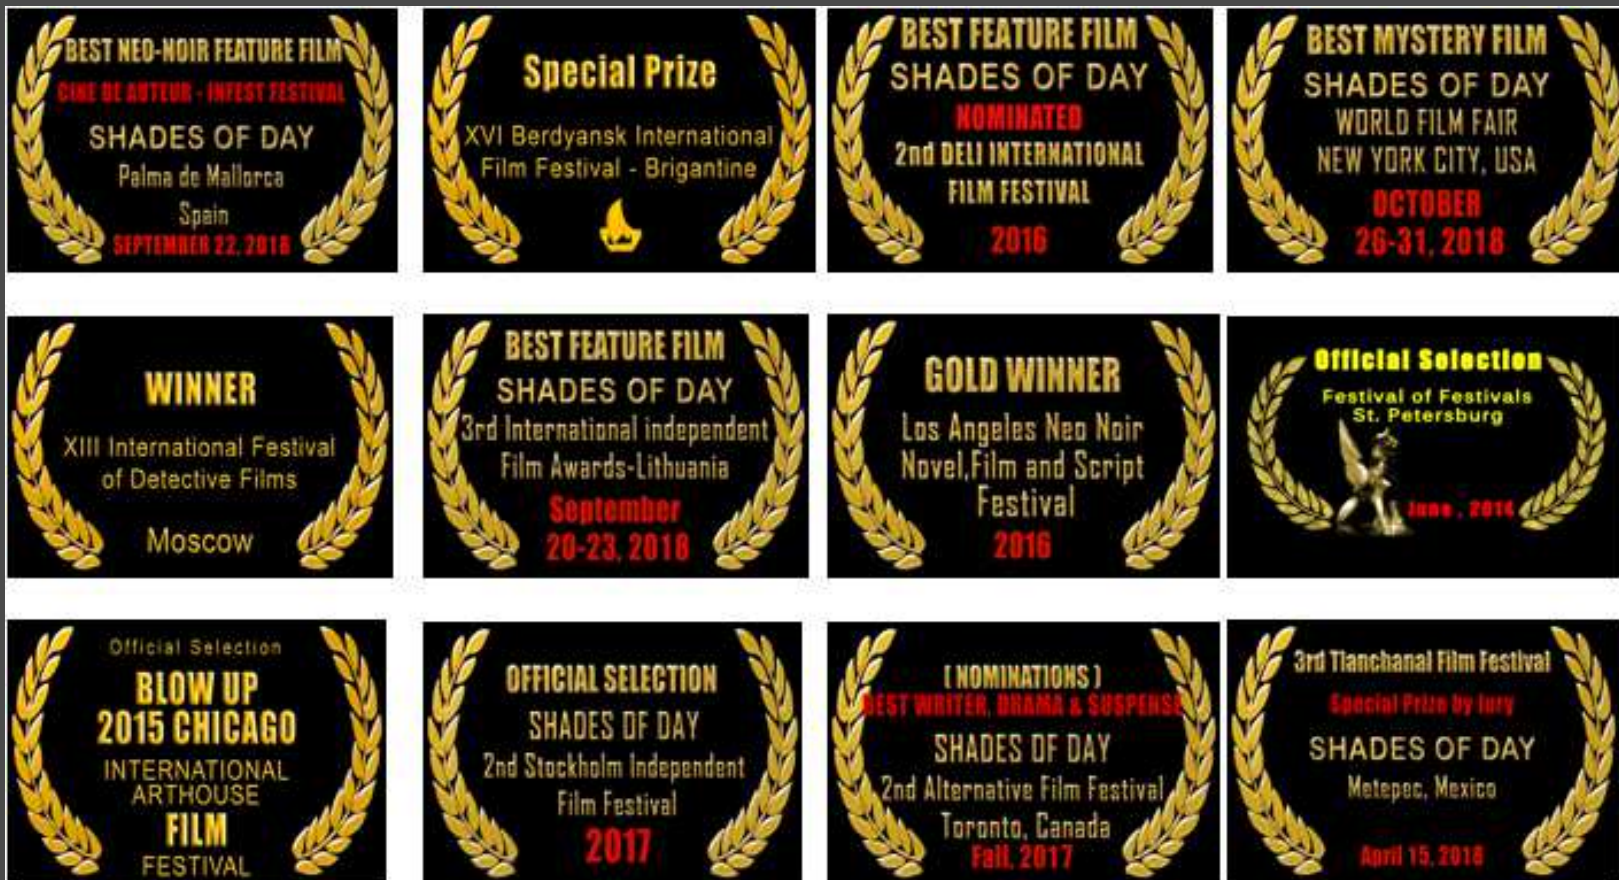 BEST NEO-NOIR FEATURE FILM
CINE DE AUTEUR - INFEST FESTIVAL
SHADES OF DAY
Palma de Mallorca
Spain
SEPTEMBER 22, 2018
Special Prize
XVI Berdyansk International
Film Festival - Brigantine
BEST FEATURE FILM
SHADES OF DAY
NOMINATED
2nd DELI INTERNATIONAL
FILM FESTIVAL
2016
BEST MYSTERY FILM
SHADES OF DAY
WORLD FILM FAIR
NEW YORK CITY, USA
OCTOBER
26-31, 2018
WINNER
XIII International Festival
of Detective Films
Moscow
BEST FEATURE FILM
SHADES OF DAY
3rd International independent
Film Awards-Lithuania
September
20-23, 2018
GOLD WINNER
Los Angeles Neo Noir
Novel,Film and Script
Festival
2016
Official Selection
Festival of Festivals
St. Petersburg
June , 2014
Official Selection
BLOW UP
2015 CHICAGO
INTERNATIONAL
ARTHOUSE
FILM
FESTIVAL
OFFICIAL SELECTION
SHADES OF DAY
2nd Stockholm Independent
Film Festival
2017
( NOMINATIONS )
BEST WRITER, DRAMA & SUSPENSE
SHADES OF DAY
2nd Alternative Film Festival
Toronto, Canada
Fall, 2017
3rd Tlanchanal Film Festival
Special Prize by Jury
SHADES OF DAY
Metepec, Mexico
April 15, 2018